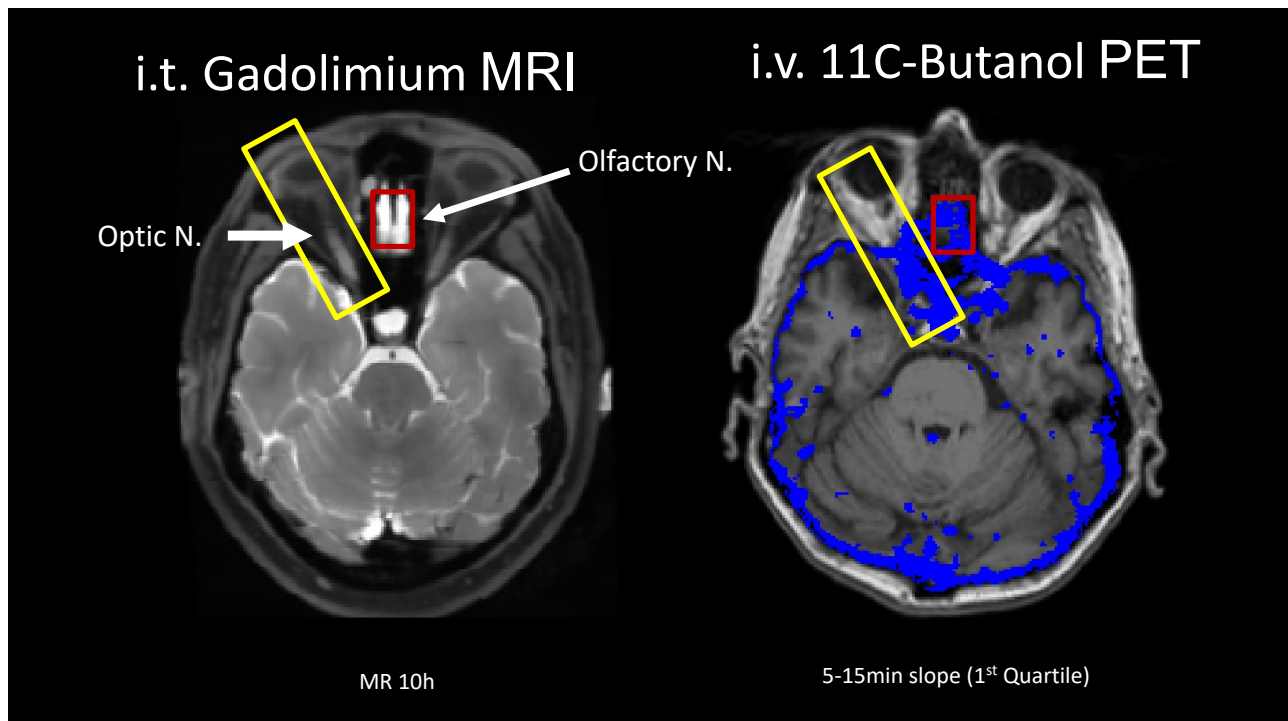 i.t. Gadolimium MRI
i.v. 11C-Butanol PET
Olfactory N.
Optic N.
MR 10h
5-15min slope (1st Quartile)